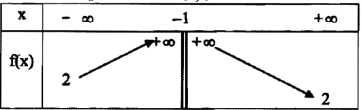 x - ∞ -1 +∞
+∞ +∞
f(x)
2 2